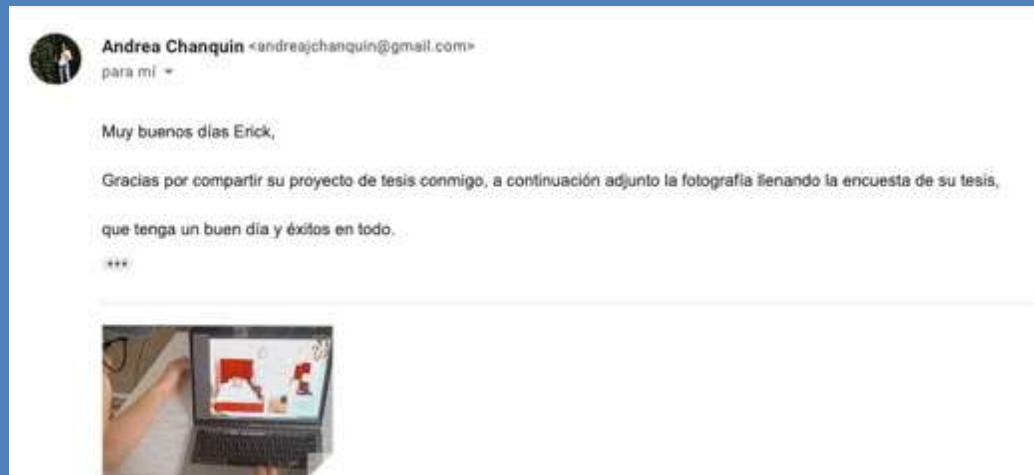 Andrea Chanquin <andreajchanquin@gmail.com>
para mí
Muy buenos días Erick,
Gracias por compartir su proyecto de tesis conmigo, a continuación adjunto la fotografía llenando la encuesta de su tesis,
que tenga un buen día y éxitos en todo.